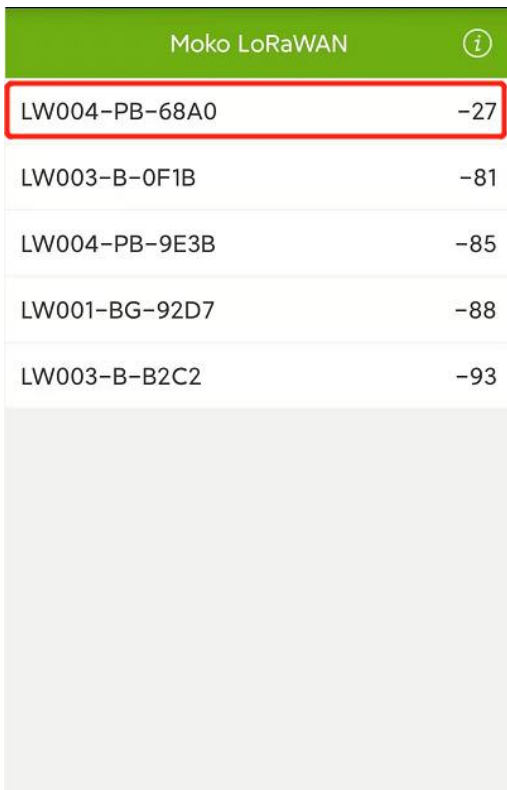 Moko LoRaWAN i
LW004-PB-68A0 -27
LW003-B-0F1B -81
LW004-PB-9E3B -85
LW001-BG-92D7 -88
LW003-B-B2C2 -93